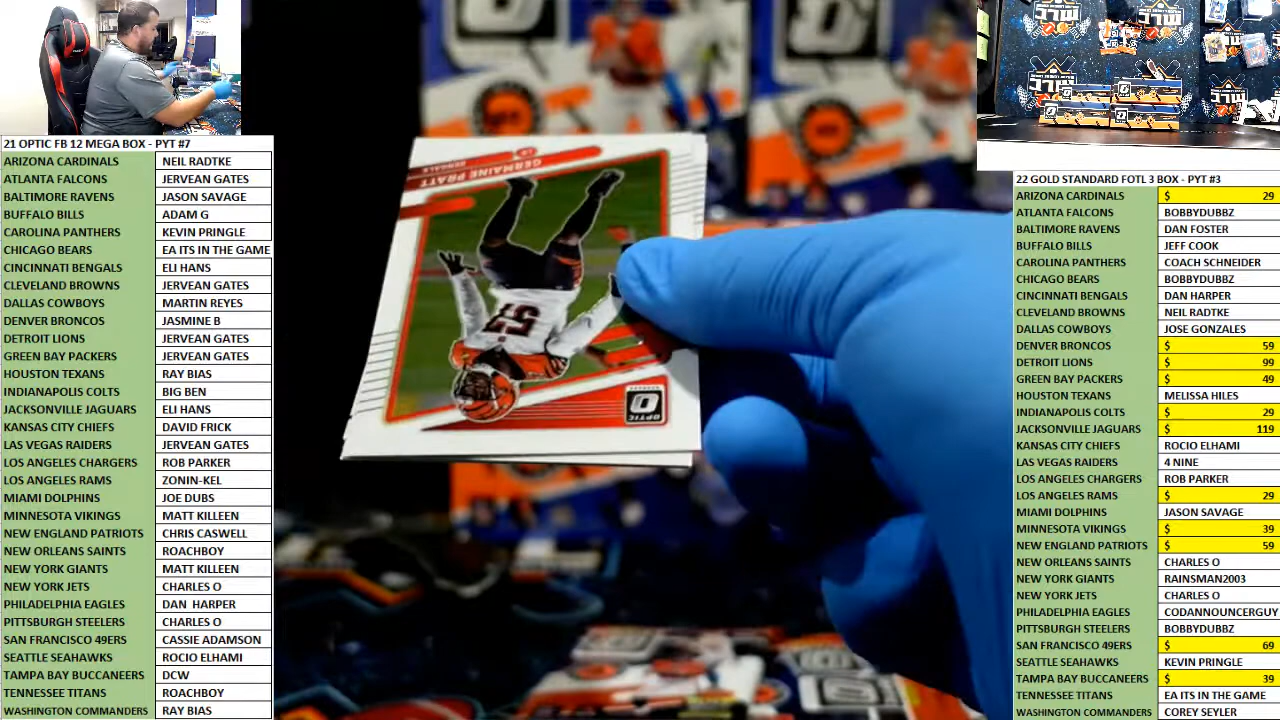 21 OPTIC FB 12 MEGA BOX - PYT #7
ARIZONA CARDINALS NEIL RADTKE
ATLANTA FALCONS JERVEAN GATES
BALTIMORE RAVENS JASON SAVAGE
BUFFALO BILLS ADAM G
CAROLINA PANTHERS KEVIN PRINGLE
CHICAGO BEARS EA ITS IN THE GAME
CINCINNATI BENGALS ELI HANS
CLEVELAND BROWNS JERVEAN GATES
DALLAS COWBOYS MARTIN REYES
DENVER BRONCOS JASMINE B
DETROIT LIONS JERVEAN GATES
GREEN BAY PACKERS JERVEAN GATES
HOUSTON TEXANS RAY BIAS
INDIANAPOLIS COLTS BIG BEN
JACKSONVILLE JAGUARS ELI HANS
KANSAS CITY CHIEFS DAVID FRICK
LAS VEGAS RAIDERS JERVEAN GATES
LOS ANGELES CHARGERS ROB PARKER
LOS ANGELES RAMS ZONIN-KEL
MIAMI DOLPHINS JOE DUBS
MINNESOTA VIKINGS MATT KILLEEN
NEW ENGLAND PATRIOTS CHRIS CASWELL
NEW ORLEANS SAINTS ROACHBOY
NEW YORK GIANTS MATT KILLEEN
NEW YORK JETS CHARLES O
PHILADELPHIA EAGLES DAN HARPER
PITTSBURGH STEELERS CHARLES O
SAN FRANCISCO 49ERS CASSIE ADAMSON
SEATTLE SEAHAWKS ROCIO ELHAMI
TAMPA BAY BUCCANEERS DCW
TENNESSEE TITANS ROACHBOY
WASHINGTON COMMANDERS RAY BIAS
GERMAINE PRATT
BENGALS
51
OPTIC
22 GOLD STANDARD FOTL 3 BOX - PYT #3
ARIZONA CARDINALS $ 29
ATLANTA FALCONS BOBBYDUBBZ
BALTIMORE RAVENS DAN FOSTER
BUFFALO BILLS JEFF COOK
CAROLINA PANTHERS COACH SCHNEIDER
CHICAGO BEARS BOBBYDUBBZ
CINCINNATI BENGALS DAN HARPER
CLEVELAND BROWNS NEIL RADTKE
DALLAS COWBOYS JOSE GONZALES
DENVER BRONCOS $ 59
DETROIT LIONS $ 99
GREEN BAY PACKERS $ 49
HOUSTON TEXANS MELISSA HILES
INDIANAPOLIS COLTS $ 29
JACKSONVILLE JAGUARS $ 119
KANSAS CITY CHIEFS ROCIO ELHAMI
LAS VEGAS RAIDERS 4 NINE
LOS ANGELES CHARGERS ROB PARKER
LOS ANGELES RAMS $ 29
MIAMI DOLPHINS JASON SAVAGE
MINNESOTA VIKINGS $ 39
NEW ENGLAND PATRIOTS $ 59
NEW ORLEANS SAINTS CHARLES O
NEW YORK GIANTS RAINSMAN2003
NEW YORK JETS CHARLES O
PHILADELPHIA EAGLES CODANNOUNCERGUY
PITTSBURGH STEELERS BOBBYDUBBZ
SAN FRANCISCO 49ERS $ 69
SEATTLE SEAHAWKS KEVIN PRINGLE
TAMPA BAY BUCCANEERS $ 39
TENNESSEE TITANS EA ITS IN THE GAME
WASHINGTON COMMANDERS COREY SEYLER